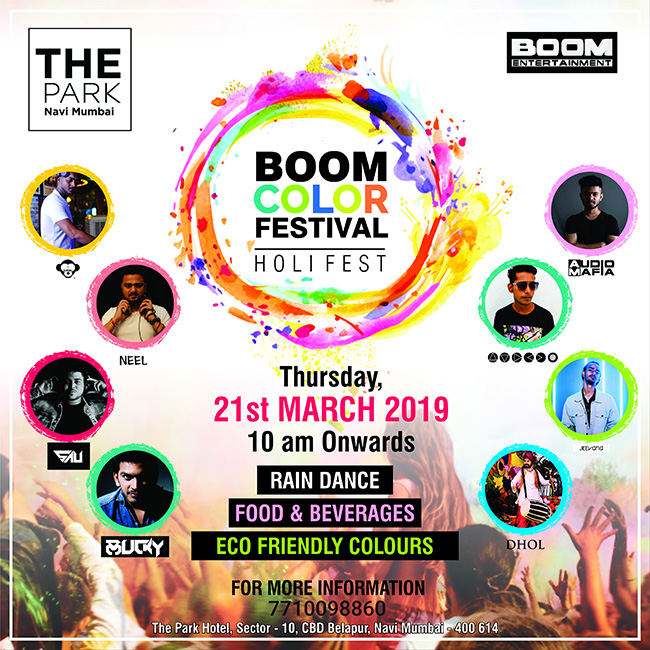 THE
PARK
Navi Mumbai
BOOM
ENTERTAINMENT
BOOM
COLOR
FESTIVAL
HOLI FEST
AUDIO
MAFIA
NEEL
DHOL
Thursday,
21st MARCH 2019
10 am Onwards
RAIN DANCE
FOOD & BEVERAGES
ECO FRIENDLY COLOURS
FOR MORE INFORMATION
7710098860
The Park Hotel, Sector - 10, CBD Belapur, Navi Mumbai - 400 614